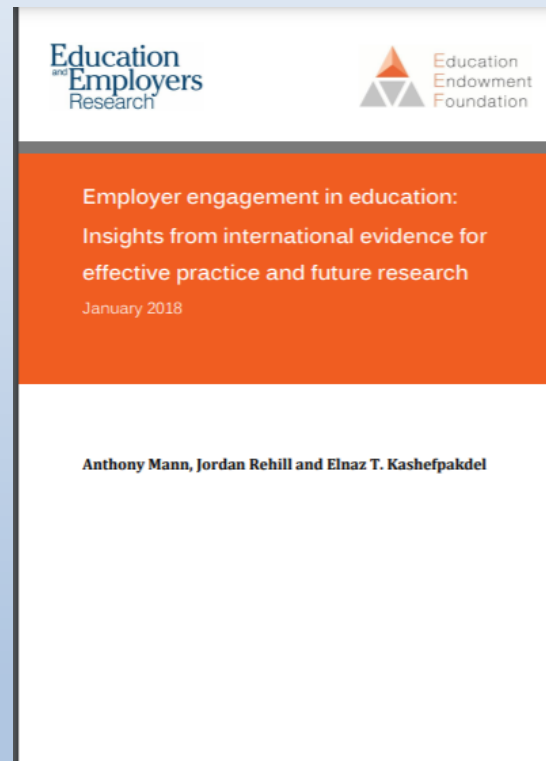 Education
and Employers
Research
Education
Endowment
Foundation
Employer engagement in education:
Insights from international evidence for
effective practice and future research
January 2018
Anthony Mann, Jordan Rehill and Elnaz T. Kashefpakdel